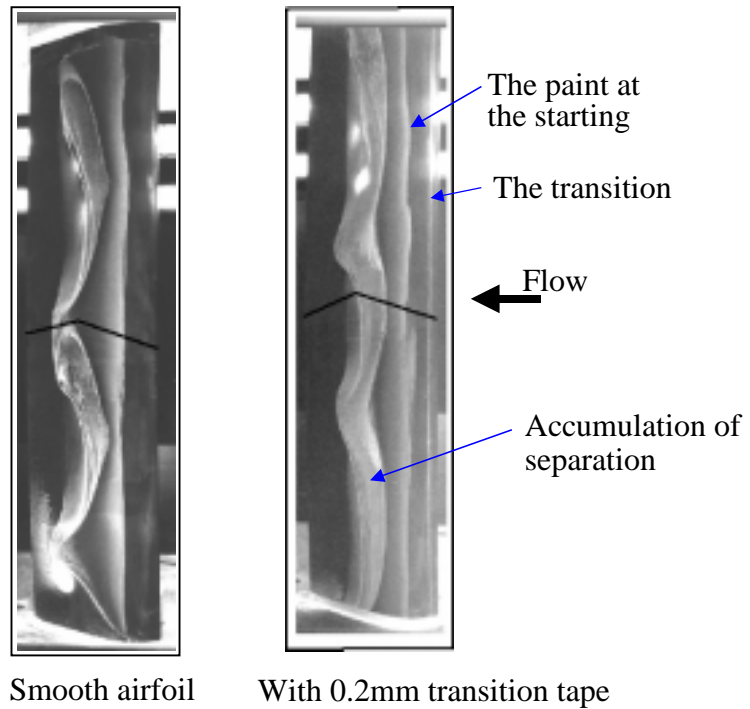 The paint at
the starting
The transition
Flow
Accumulation of
separation
Smooth airfoil
With 0.2mm transition tape